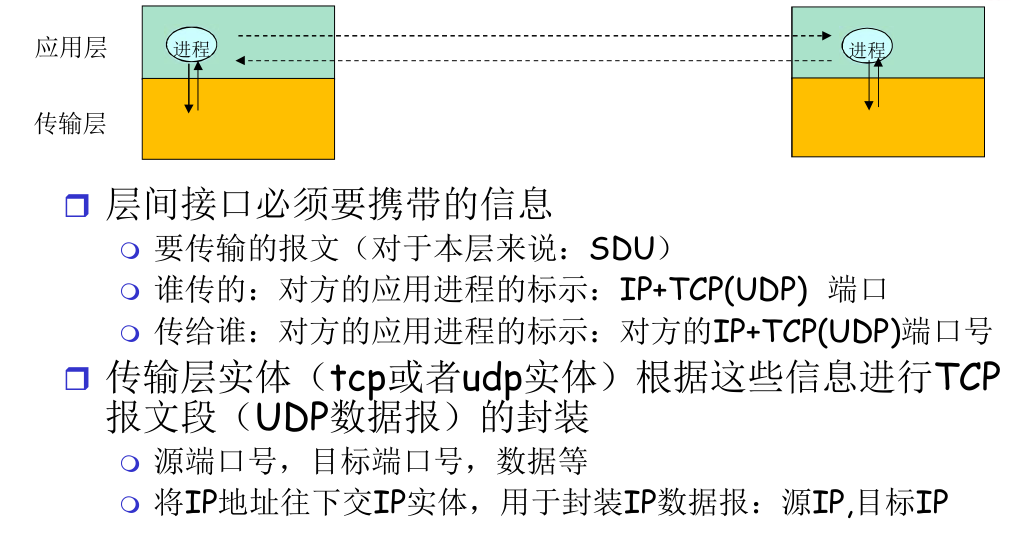 应用层
进程
进程
传输层
层间接口必须要携带的信息
要传输的报文（对于本层来说：SDU）
谁传的：对方的应用进程的标示：IP+TCP(UDP) 端口
传给谁：对方的应用进程的标示：对方的IP+TCP(UDP)端口号
传输层实体（tcp或者udp实体）根据这些信息进行TCP
报文段（UDP数据报）的封装
源端口号，目标端口号，数据等
将IP地址往下交IP实体，用于封装IP数据报：源IP,目标IP